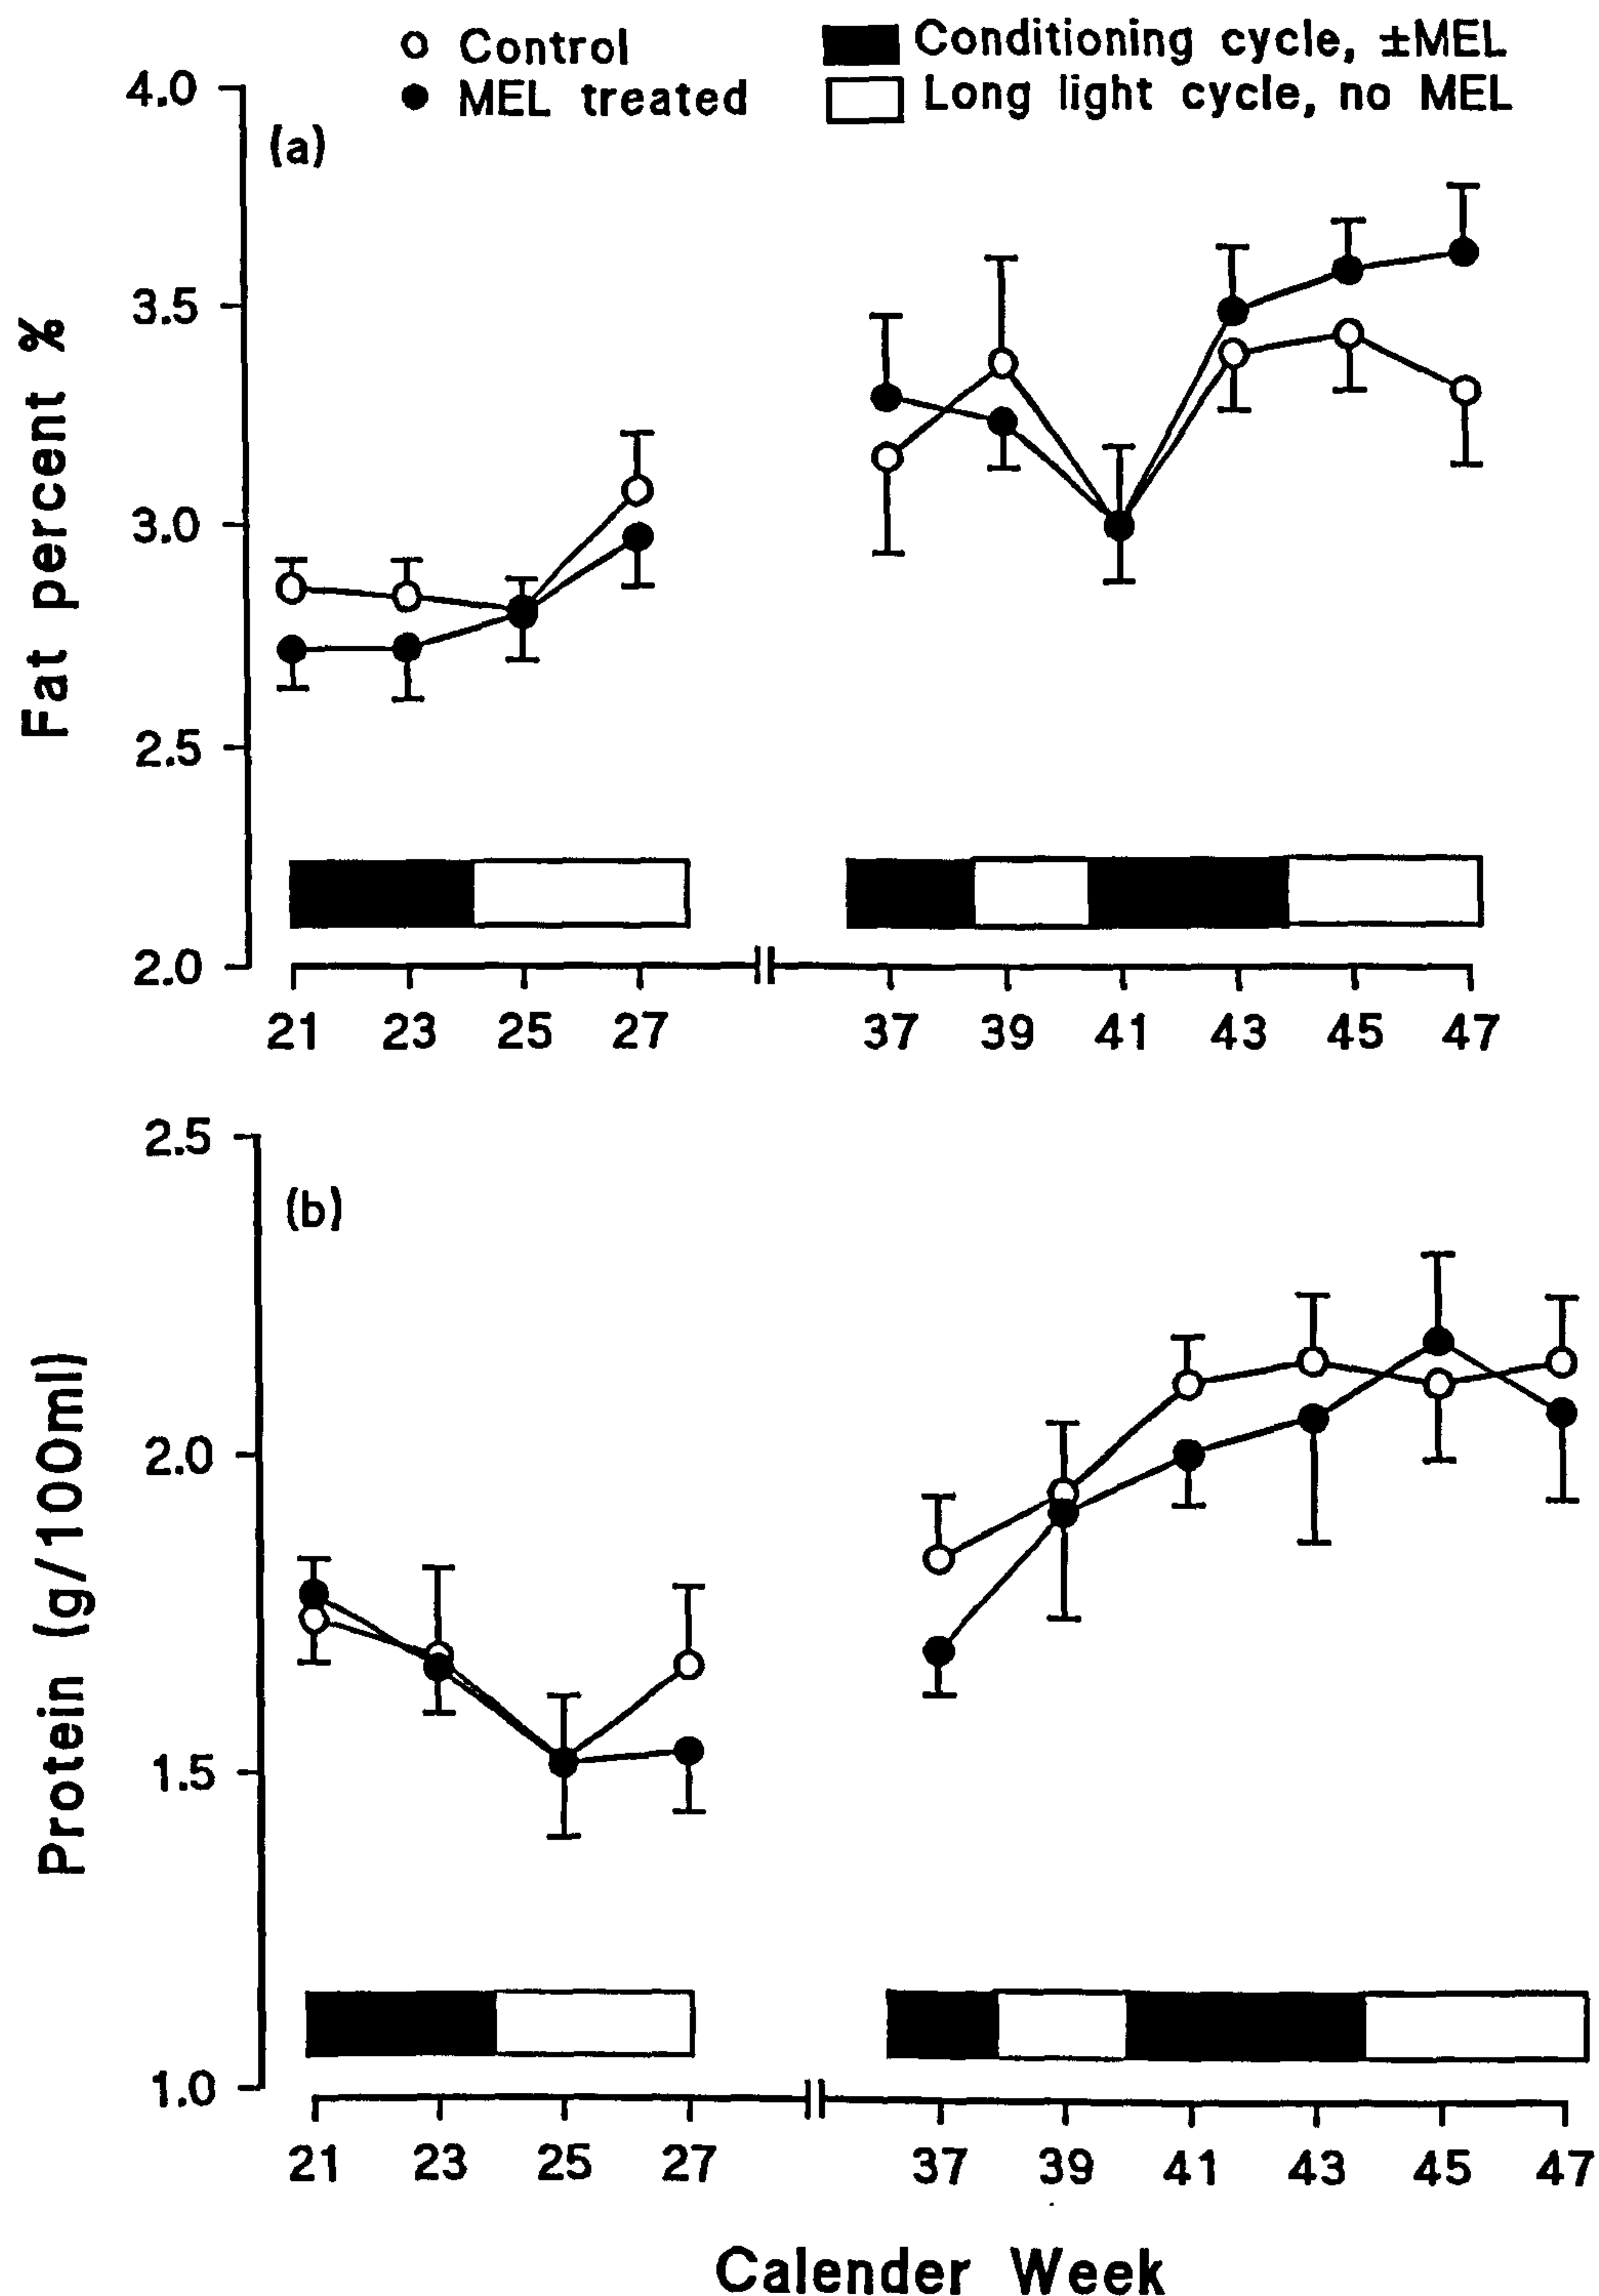 Control
MEL treated
Conditioning cycle, ±MEL
Long light cycle, no MEL
(a)
Fat percent %
4.0
3.5
3.0
2.5
2.0
21 23 25 27 37 39 41 43 45 47
(b)
Protein (g/100ml)
2.5
2.0
1.5
1.0
21 23 25 27 37 39 41 43 45 47
Calender Week